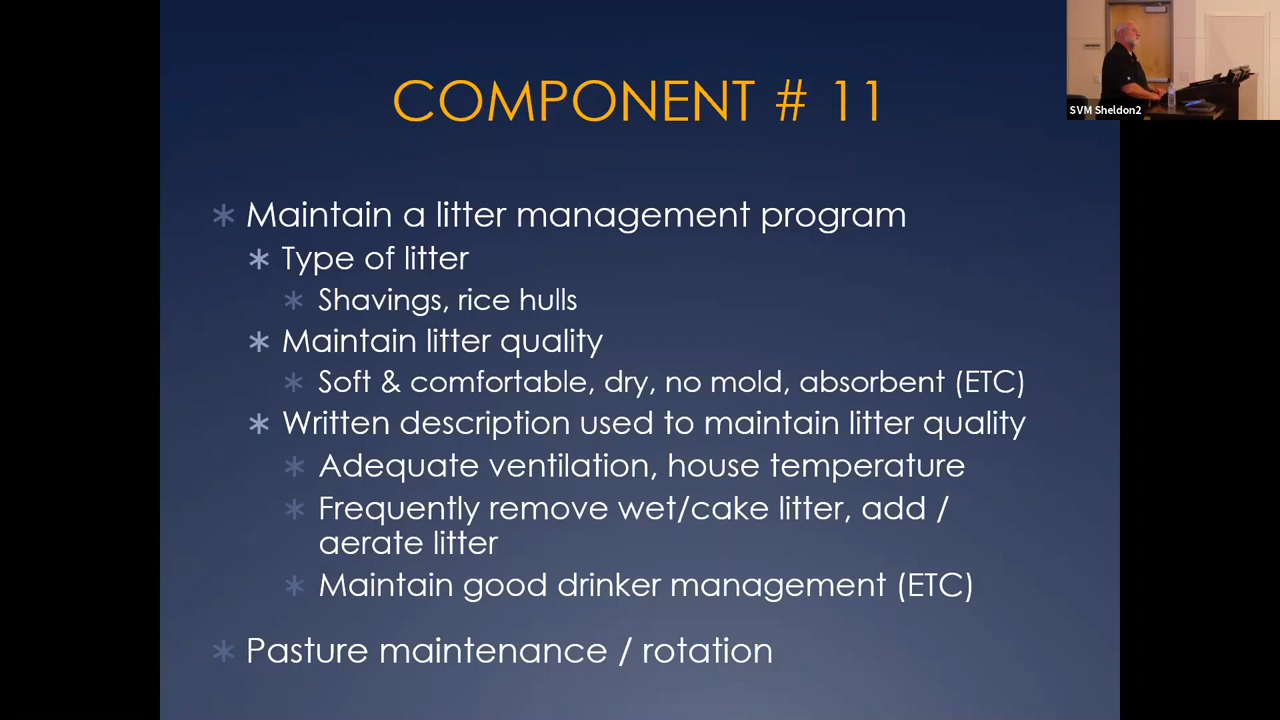 COMPONENT # 11
SVM Sheldon2
Maintain a litter management program
Type of litter
Shavings, rice hulls
Maintain litter quality
Soft & comfortable, dry, no mold, absorbent (ETC)
Written description used to maintain litter quality
Adequate ventilation, house temperature
Frequently remove wet/cake litter, add /
aerate litter
Maintain good drinker management (ETC)
Pasture maintenance / rotation